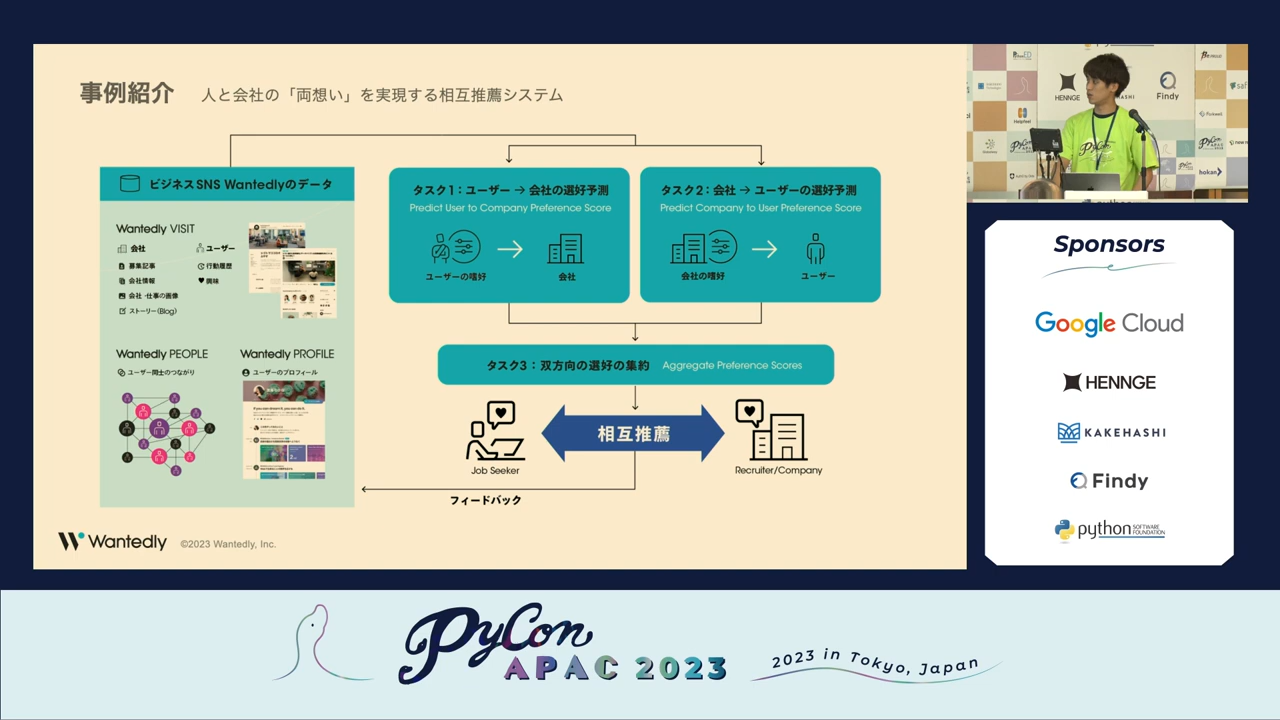 事例紹介 人と会社の「両想い」を実現する相互推薦システム
ビジネスSNS Wantedlyのデータ
Wantedly VISIT
会社
ユーザー
募集記事
行動履歴
会社情報
興味
会社・仕事の画像
ストーリー(Blog)
Wantedly PEOPLE
ユーザー同士のつながり
Wantedly PROFILE
ユーザーのプロフィール
タスク1:ユーザー → 会社の選好予測
Predict User to Company Preference Score
ユーザーの嗜好
会社
タスク2:会社 → ユーザーの選好予測
Predict Company to User Preference Score
会社の嗜好
ユーザー
タスク3:双方向の選好の集約 Aggregate Preference Scores
相互推薦
Job Seeker
Recruiter/Company
フィードバック
Wantedly ©2023 Wantedly, Inc.
HENNGE
Findy
hokan
Sponsors
Google Cloud
HENNGE
KAKEHASHI
Findy
python SOFTWARE FOUNDATION
PyCon
APAC 2023
2023 in Tokyo, Japan